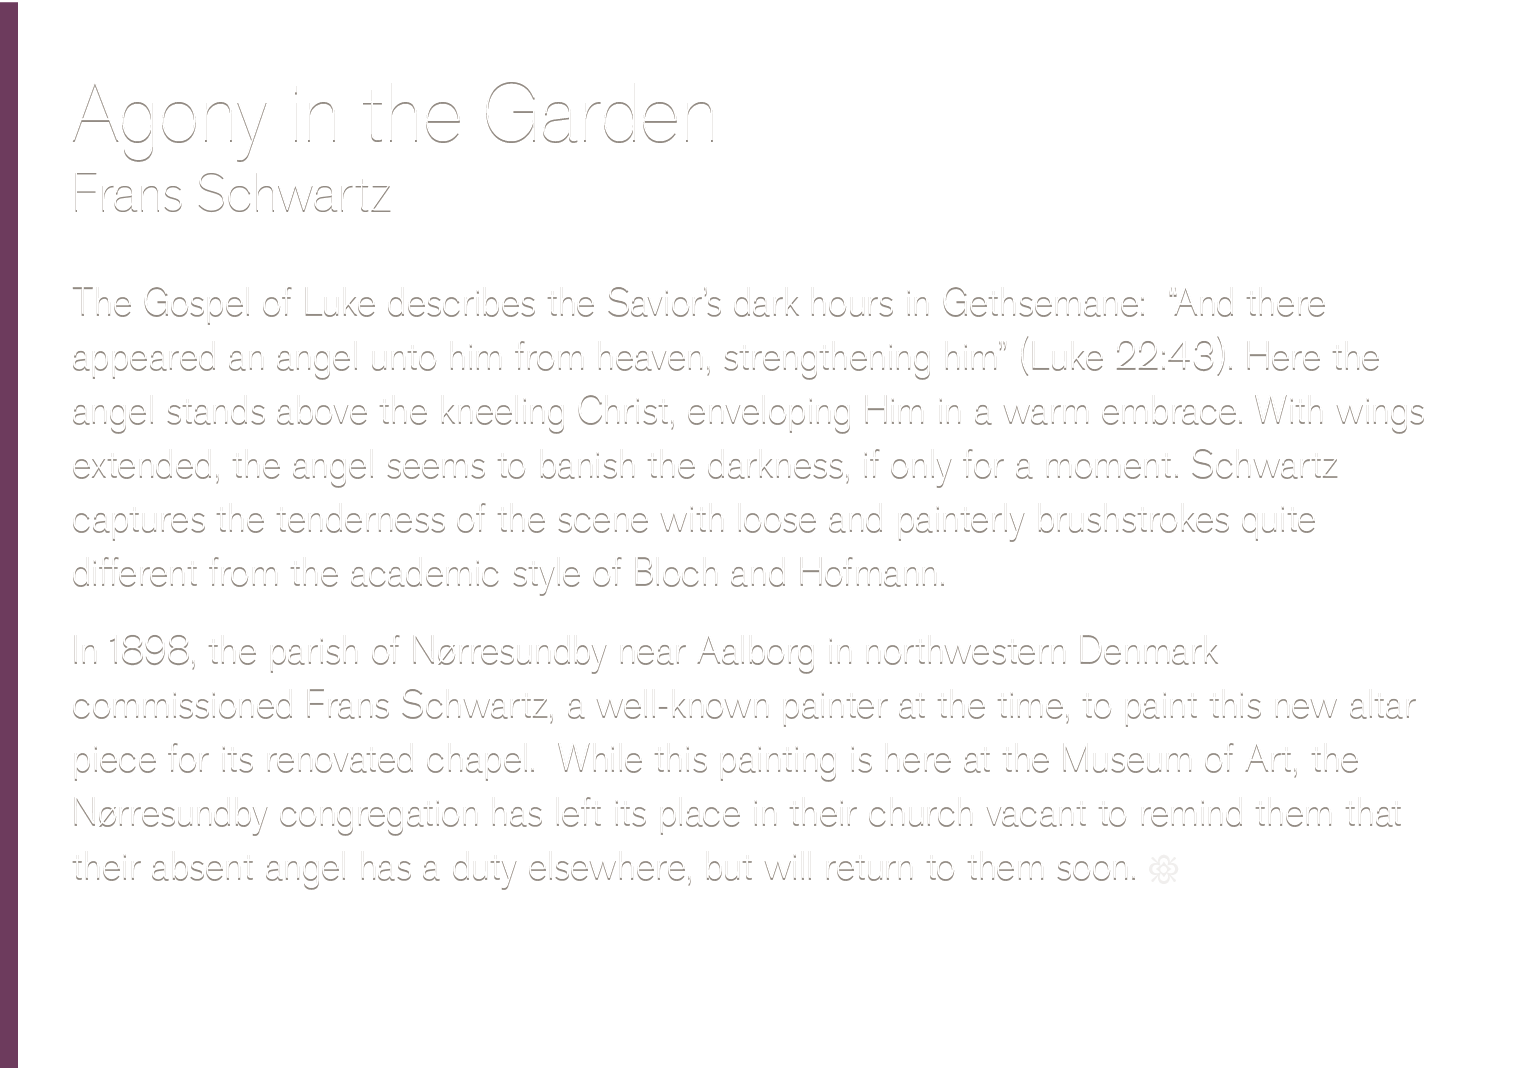 Agony in the Garden
Frans Schwartz
The Gospel of Luke describes the Savior’s dark hours in Gethsemane:  “And there
appeared an angel unto him from heaven, strengthening him” (Luke 22:43). Here the
angel stands above the kneeling Christ, enveloping Him in a warm embrace. With wings
extended, the angel seems to banish the darkness, if only for a moment. Schwartz
captures the tenderness of the scene with loose and painterly brushstrokes quite
different from the academic style of Bloch and Hofmann.
In 1898, the parish of Nørresundby near Aalborg in northwestern Denmark
commissioned Frans Schwartz, a well-known painter at the time, to paint this new altar
piece for its renovated chapel.  While this painting is here at the Museum of Art, the
Nørresundby congregation has left its place in their church vacant to remind them that
their absent angel has a duty elsewhere, but will return to them soon.